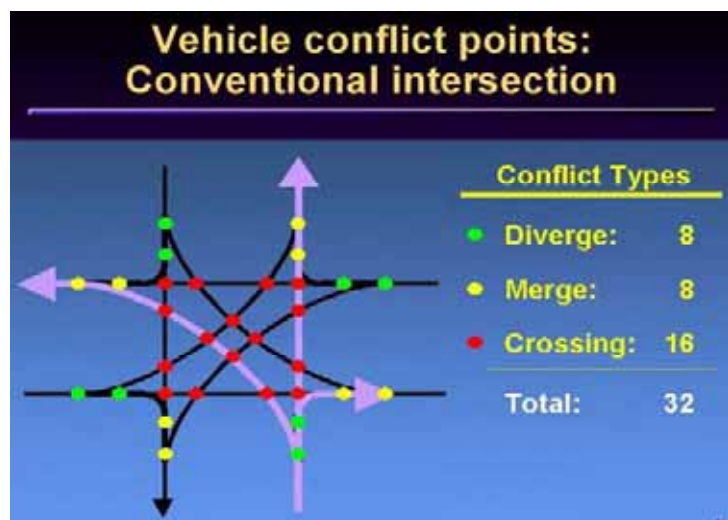 Vehicle conflict points:
Conventional intersection
Conflict Types
Diverge: 8
Merge: 8
Crossing: 16
Total: 32